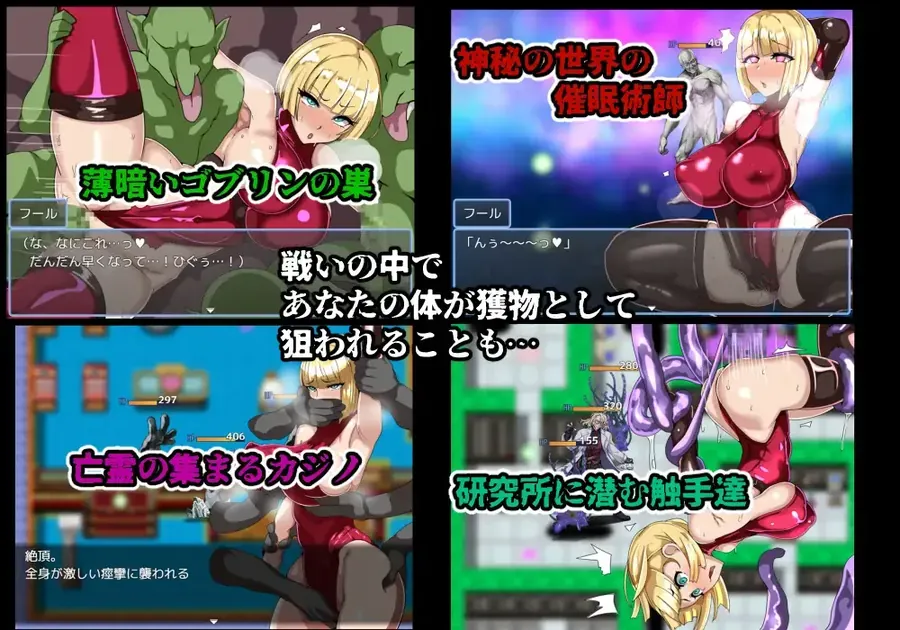 薄暗いゴブリンの巣
フール
(な、なにこれ…っ♥
だんだん早くなって…！ひぐぅ…！)
46
神秘の世界の
催眠術師
フール
「んぅ～～～っ♥」
戦いの中で
あなたの体が獲物として
狙われることも…
297
406
亡霊の集まるカジノ
絶頂。
全身が激しい痙攣に襲われる
280
370
155
研究所に潜む触手達